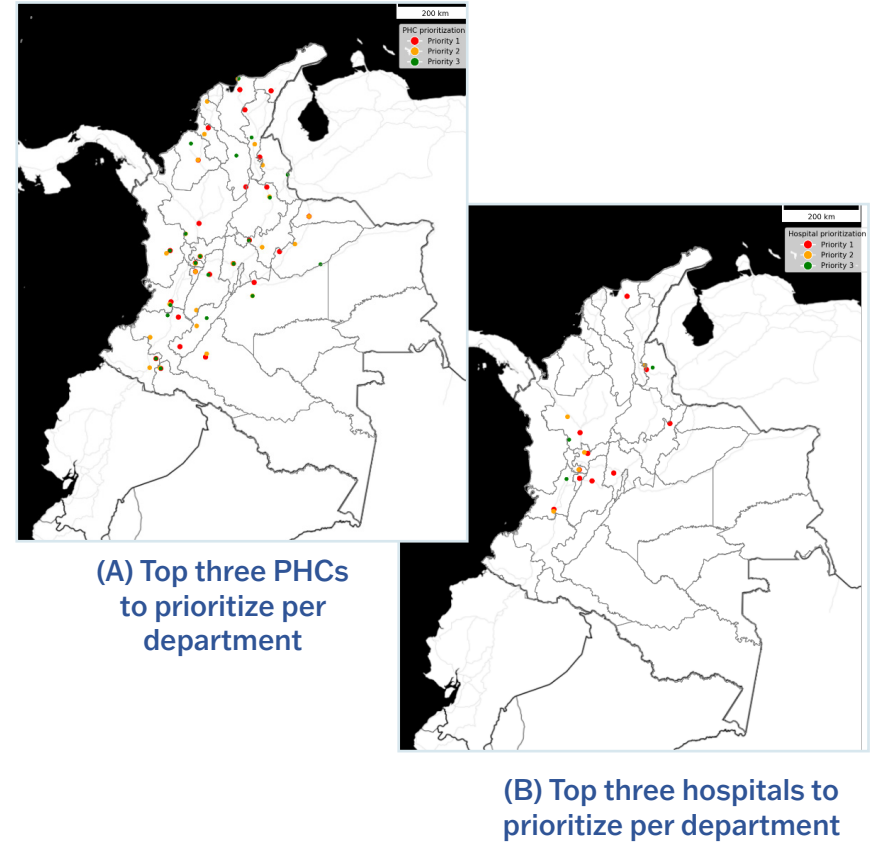 200 km
PHC prioritization
Priority 1
Priority 2
Priority 3
(A) Top three PHCs
to prioritize per
department
200 km
Hospital prioritization
Priority 1
Priority 2
Priority 3
(B) Top three hospitals to
prioritize per department